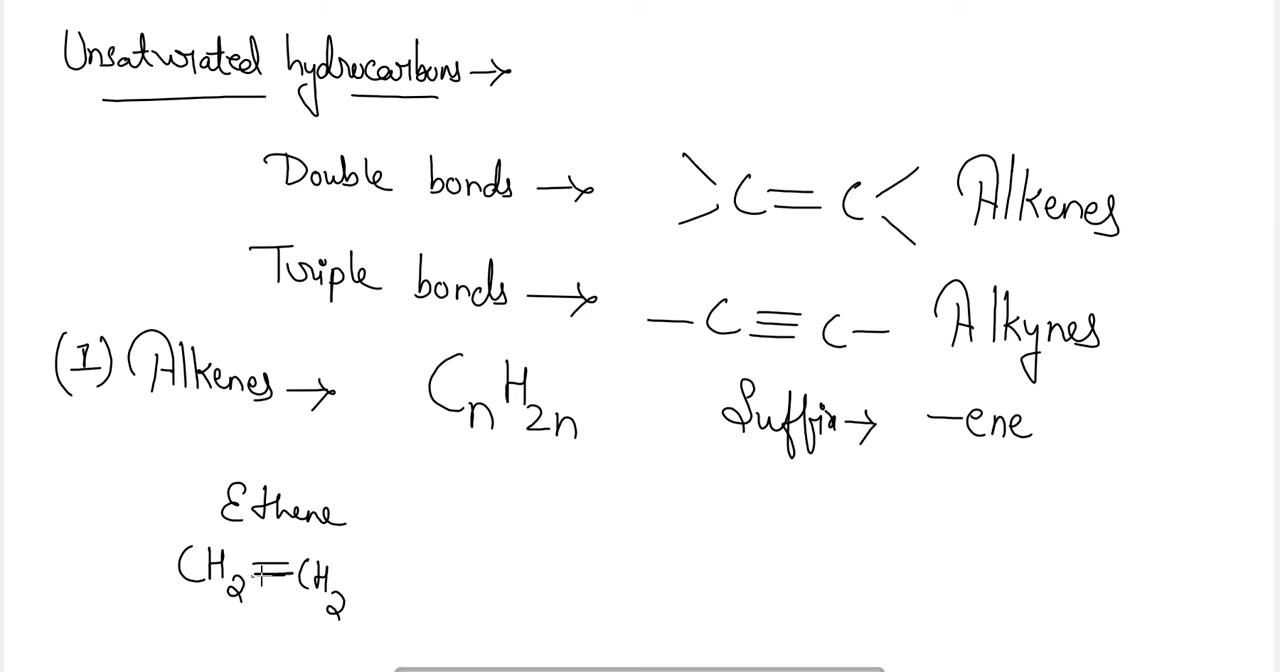 Unsaturated hydrocarbons →
Double bonds → >C=C< Alkenes
Triple bonds → —C≡C— Alkynes
(I) Alkenes → CₙH₂ₙ Suffix → —ene
Ethene
CH₂=CH₂